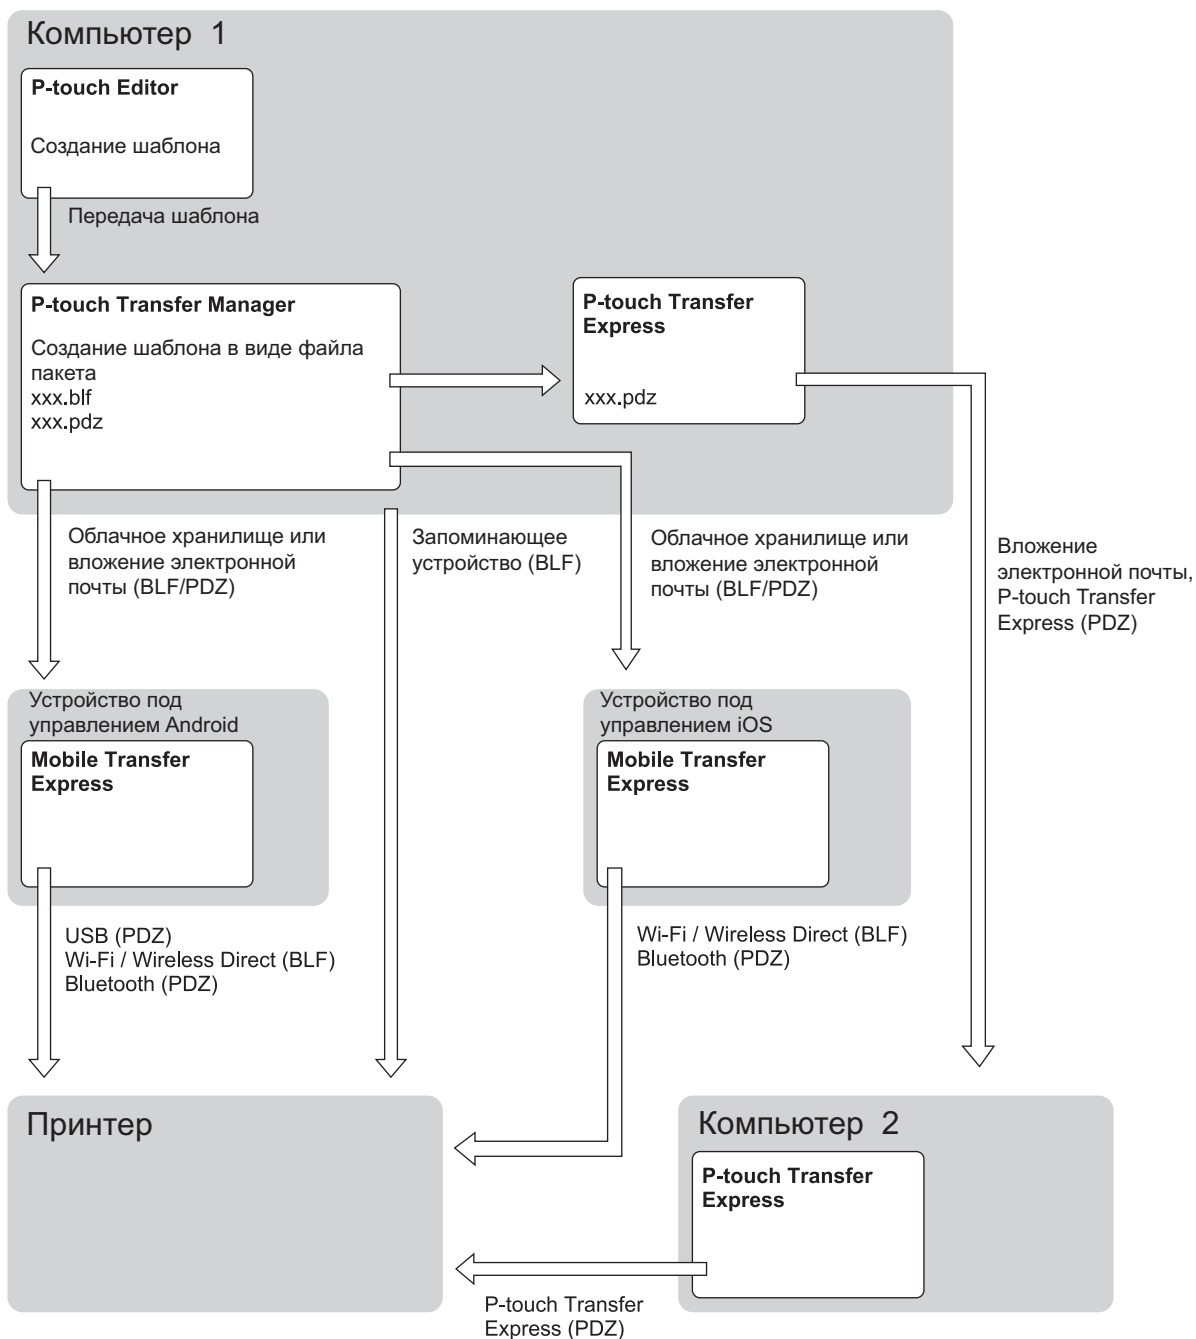 Компьютер 1
P-touch Editor
Создание шаблона
Передача шаблона
P-touch Transfer Manager
Создание шаблона в виде файла
пакета
xxx.blf
xxx.pdz
P-touch Transfer
Express
xxx.pdz
Облачное хранилище или
вложение электронной
почты (BLF/PDZ)
Запоминающее
устройство (BLF)
Облачное хранилище или
вложение электронной
почты (BLF/PDZ)
Вложение
электронной почты,
P-touch Transfer
Express (PDZ)
Устройство под
управлением Android
Mobile Transfer
Express
Устройство под
управлением iOS
Mobile Transfer
Express
USB (PDZ)
Wi-Fi / Wireless Direct (BLF)
Bluetooth (PDZ)
Wi-Fi / Wireless Direct (BLF)
Bluetooth (PDZ)
Принтер
Компьютер 2
P-touch Transfer
Express
P-touch Transfer
Express (PDZ)